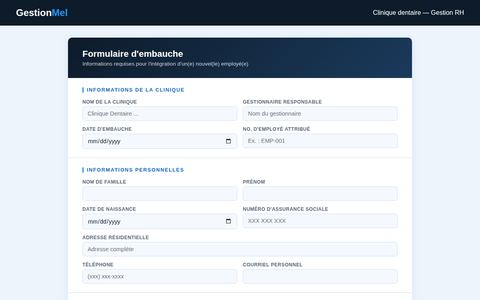 GestionMel
Clinique dentaire — Gestion RH
Formulaire d'embauche
Informations requises pour l'intégration d'un(e) nouvel(le) employé(e)
INFORMATIONS DE LA CLINIQUE
NOM DE LA CLINIQUE
GESTIONNAIRE RESPONSABLE
Clinique Dentaire ...
Nom du gestionnaire
DATE D'EMBAUCHE
NO. D'EMPLOYÉ ATTRIBUÉ
mm/dd/yyyy
Ex. : EMP-001
INFORMATIONS PERSONNELLES
NOM DE FAMILLE
PRÉNOM
DATE DE NAISSANCE
NUMÉRO D'ASSURANCE SOCIALE
mm/dd/yyyy
XXX XXX XXX
ADRESSE RÉSIDENTIELLE
Adresse complète
TÉLÉPHONE
COURRIEL PERSONNEL
(xxx) xxx-xxxx